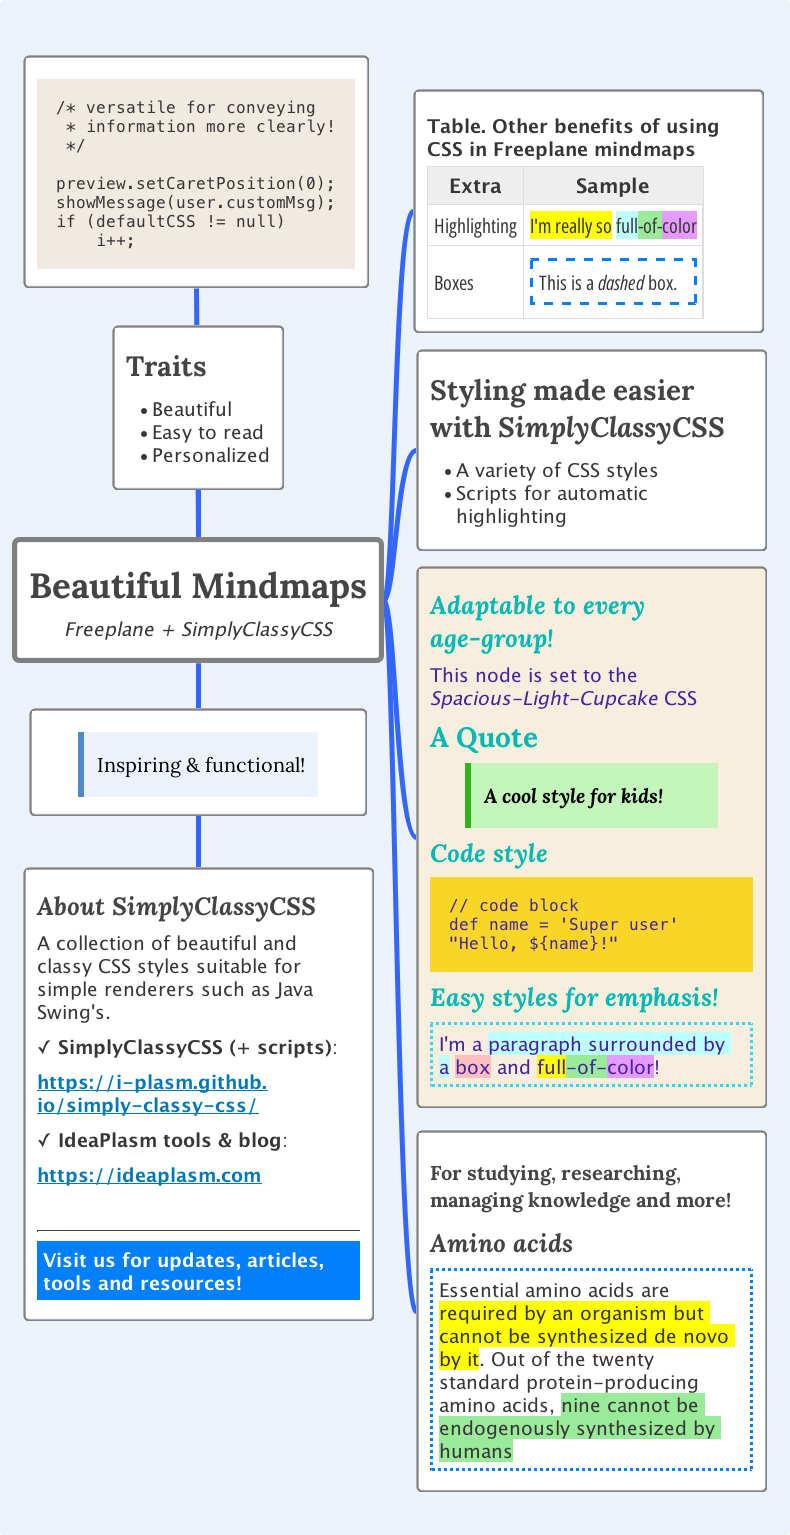 /* versatile for conveying
 * information more clearly!
 */
preview.setCaretPosition(0);
showMessage(user.customMsg);
if (defaultCSS != null)
    i++;
Traits
• Beautiful
• Easy to read
• Personalized
Beautiful Mindmaps
Freeplane + SimplyClassyCSS
Inspiring & functional!
About SimplyClassyCSS
A collection of beautiful and
classy CSS styles suitable for
simple renderers such as Java
Swing's.
✓ SimplyClassyCSS (+ scripts):
https://i-plasm.github.
io/simply-classy-css/
✓ IdeaPlasm tools & blog:
https://ideaplasm.com
Visit us for updates, articles,
tools and resources!
Table. Other benefits of using
CSS in Freeplane mindmaps
Extra Sample
Highlighting I'm really so full-of-color
Boxes This is a dashed box.
Styling made easier
with SimplyClassyCSS
• A variety of CSS styles
• Scripts for automatic
highlighting
Adaptable to every
age-group!
This node is set to the
Spacious-Light-Cupcake CSS
A Quote
A cool style for kids!
Code style
// code block
def name = 'Super user'
"Hello, ${name}!"
Easy styles for emphasis!
I'm a paragraph surrounded by
a box and full-of-color!
For studying, researching,
managing knowledge and more!
Amino acids
Essential amino acids are
required by an organism but
cannot be synthesized de novo
by it. Out of the twenty
standard protein-producing
amino acids, nine cannot be
endogenously synthesized by
humans